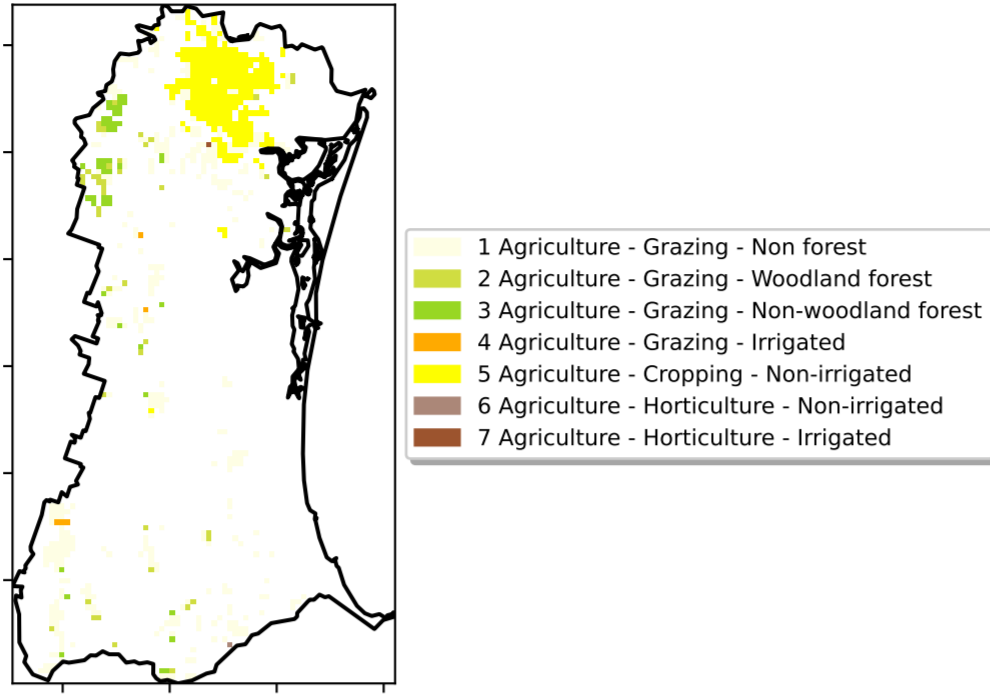 1 Agriculture - Grazing - Non forest
2 Agriculture - Grazing - Woodland forest
3 Agriculture - Grazing - Non-woodland forest
4 Agriculture - Grazing - Irrigated
5 Agriculture - Cropping - Non-irrigated
6 Agriculture - Horticulture - Non-irrigated
7 Agriculture - Horticulture - Irrigated